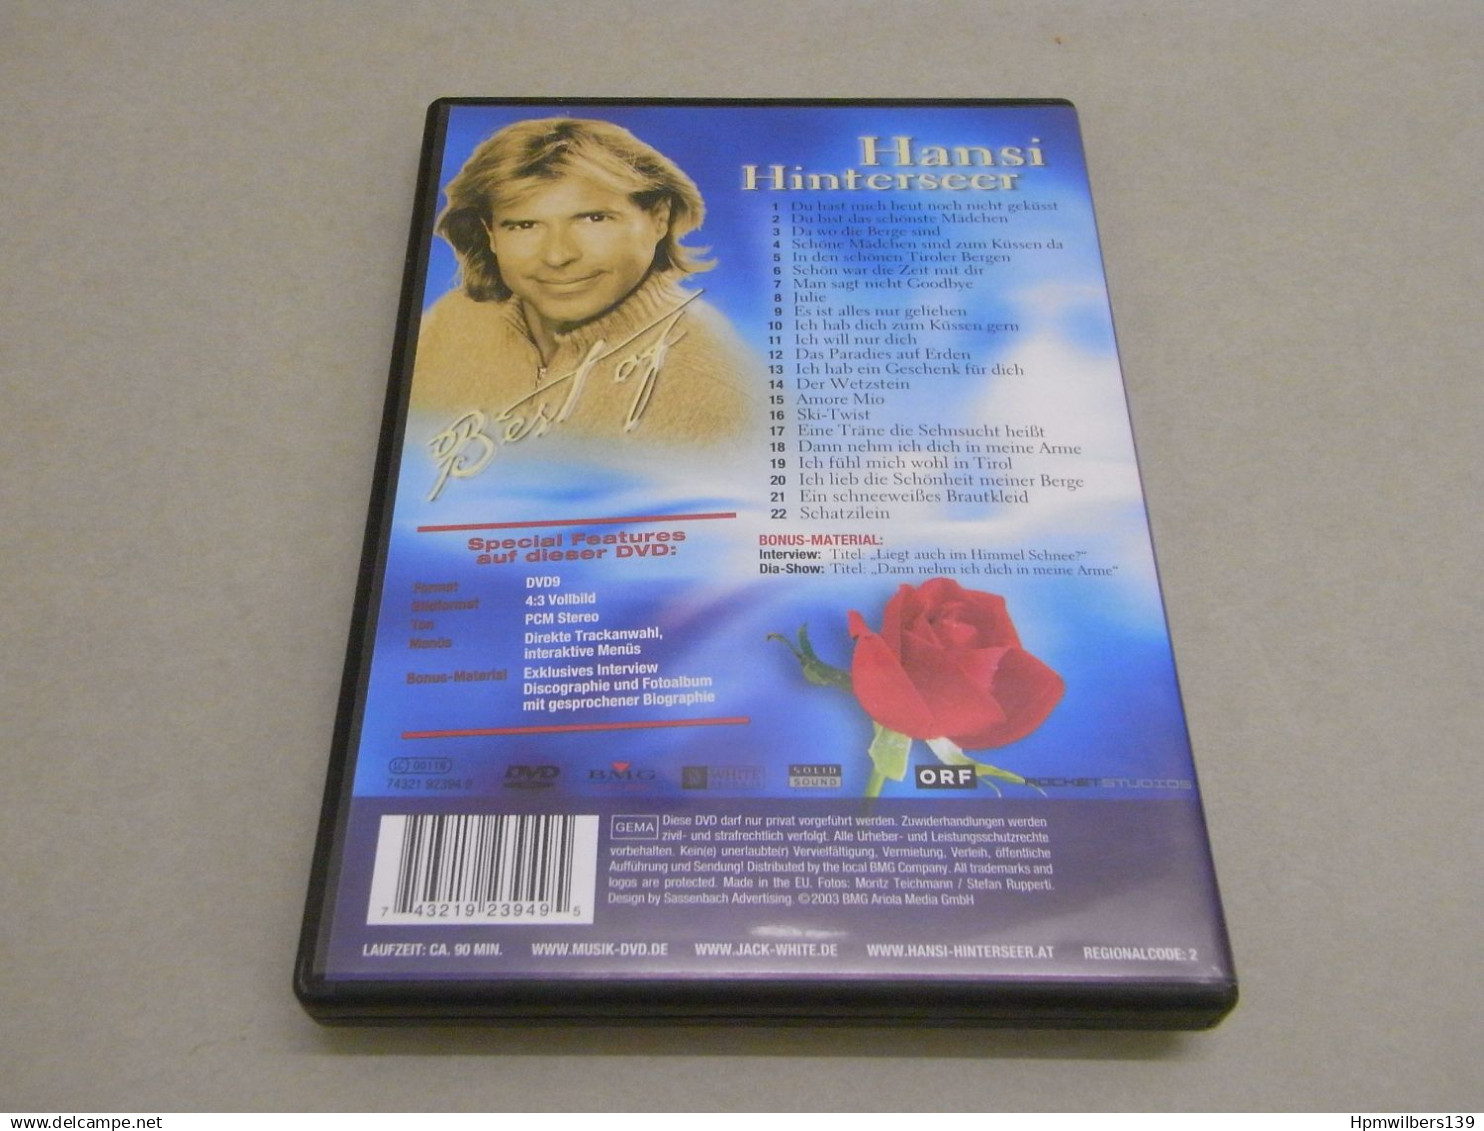 Hansi
Hinterseer
1 Du hast mich heut noch nicht geküsst
2 Du bist das schönste Mädchen
3 Da wo die Berge sind
4 Schöne Mädchen sind zum Küssen da
5 In den schönen Tiroler Bergen
6 Schön war die Zeit mit dir
7 Man sagt nicht Goodbye
8 Julie
9 Es ist alles nur geliehen
10 Ich hab dich zum Küssen gern
11 Ich will nur dich
12 Das Paradies auf Erden
13 Ich hab ein Geschenk für dich
14 Der Wetzstein
15 Amore Mio
16 Ski-Twist
17 Eine Träne die Sehnsucht heißt
18 Dann nehm ich dich in meine Arme
19 Ich fühl mich wohl in Tirol
20 Ich lieb die Schönheit meiner Berge
21 Ein schneeweißes Brautkleid
22 Schatzilein
Best of
Special Features
auf dieser DVD:
Format DVD9
Bildformat 4:3 Vollbild
Ton PCM Stereo
Menüs Direkte Trackanwahl,
interaktive Menüs
Bonus-Material Exklusives Interview
Discographie und Fotoalbum
mit gesprochener Biographie
BONUS-MATERIAL:
Interview: Titel: „Liegt auch im Himmel Schnee?“
Dia-Show: Titel: „Dann nehm ich dich in meine Arme“
LC 00116
74321 92394 9
DVD
BMG
WHITE
SOLID
SOUND
ORF
ROCKETSTUDIOS
GEMA
Diese DVD darf nur privat vorgeführt werden. Zuwiderhandlungen werden
zivil- und strafrechtlich verfolgt. Alle Urheber- und Leistungsschutzrechte
vorbehalten. Kein(e) unerlaubte(r) Vervielfältigung, Vermietung, Verleih, öffentliche
Aufführung und Sendung! Distributed by the local BMG Company. All trademarks and
logos are protected. Made in the EU. Fotos: Moritz Teichmann / Stefan Rupperti.
Design by Sassenbach Advertising. ©2003 BMG Ariola Media GmbH
7 43219 23949 5
LAUFZEIT: CA. 90 MIN. WWW.MUSIK-DVD.DE WWW.JACK-WHITE.DE WWW.HANSI-HINTERSEER.AT REGIONALCODE: 2
delcampe.net
Hpmwilbers139